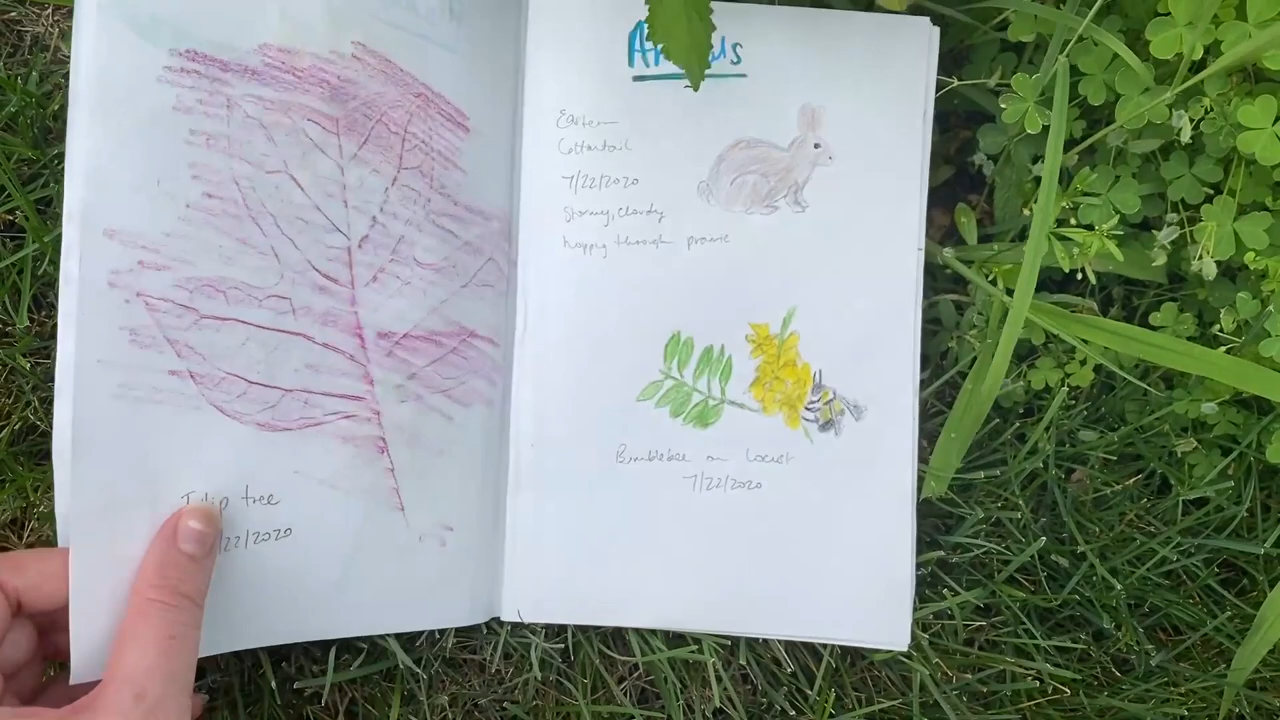 Tulip tree
7/22/2020
Animals
Eastern
Cottontail
7/22/2020
Stormy, cloudy
hopping through prairie
Bumblebee on Locust
7/22/2020